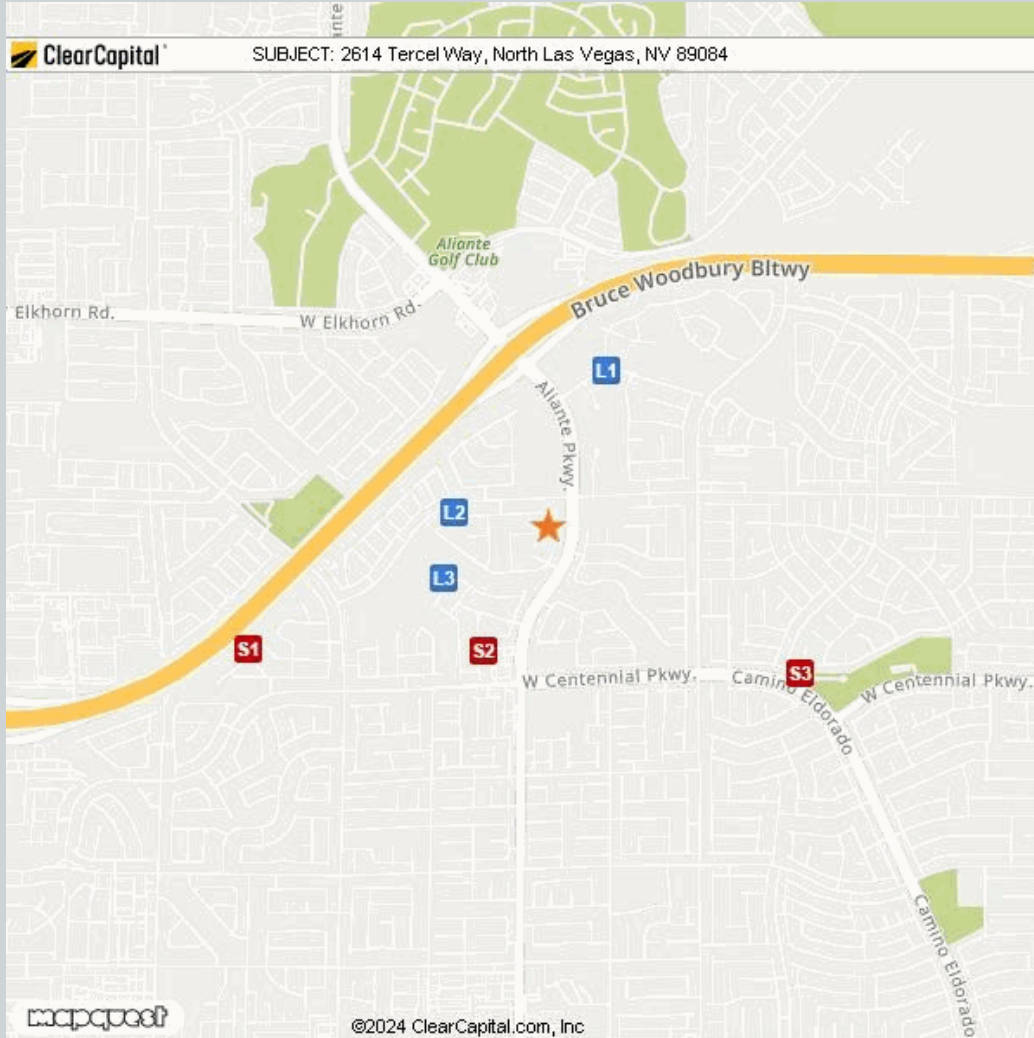 ante
ClearCapital
SUBJECT: 2614 Tercel Way, North Las Vegas, NV 89084
Aliante
Golf Club
Bruce Woodbury Bltwy
Elkhorn Rd.
W Elkhorn Rd.
L1
Aliante Pkwy.
L2
L3
S1
S2
S3
W Centennial Pkwy.
Camino Eldorado
W Centennial Pkwy.
Camino Eldorado
mapquest
©2024 ClearCapital.com, Inc